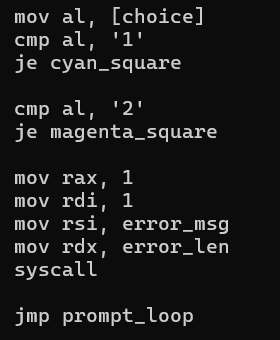 mov al, [choice]
cmp al, '1'
je cyan_square
cmp al, '2'
je magenta_square
mov rax, 1
mov rdi, 1
mov rsi, error_msg
mov rdx, error_len
syscall
jmp prompt_loop